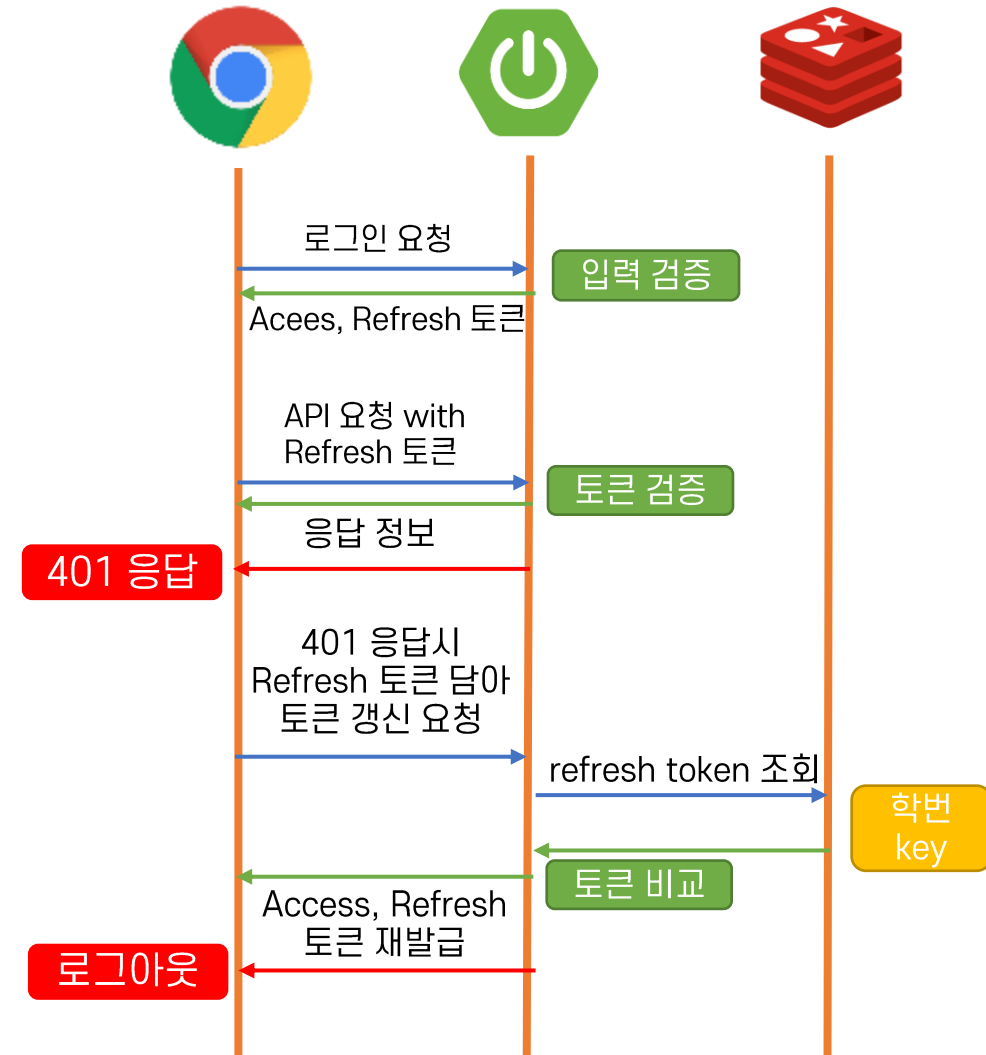 로그인 요청
입력 검증
Acees, Refresh 토큰
API 요청 with
Refresh 토큰
토큰 검증
응답 정보
401 응답
401 응답시
Refresh 토큰 담아
토큰 갱신 요청
refresh token 조회
학번
key
토큰 비교
Access, Refresh
토큰 재발급
로그아웃